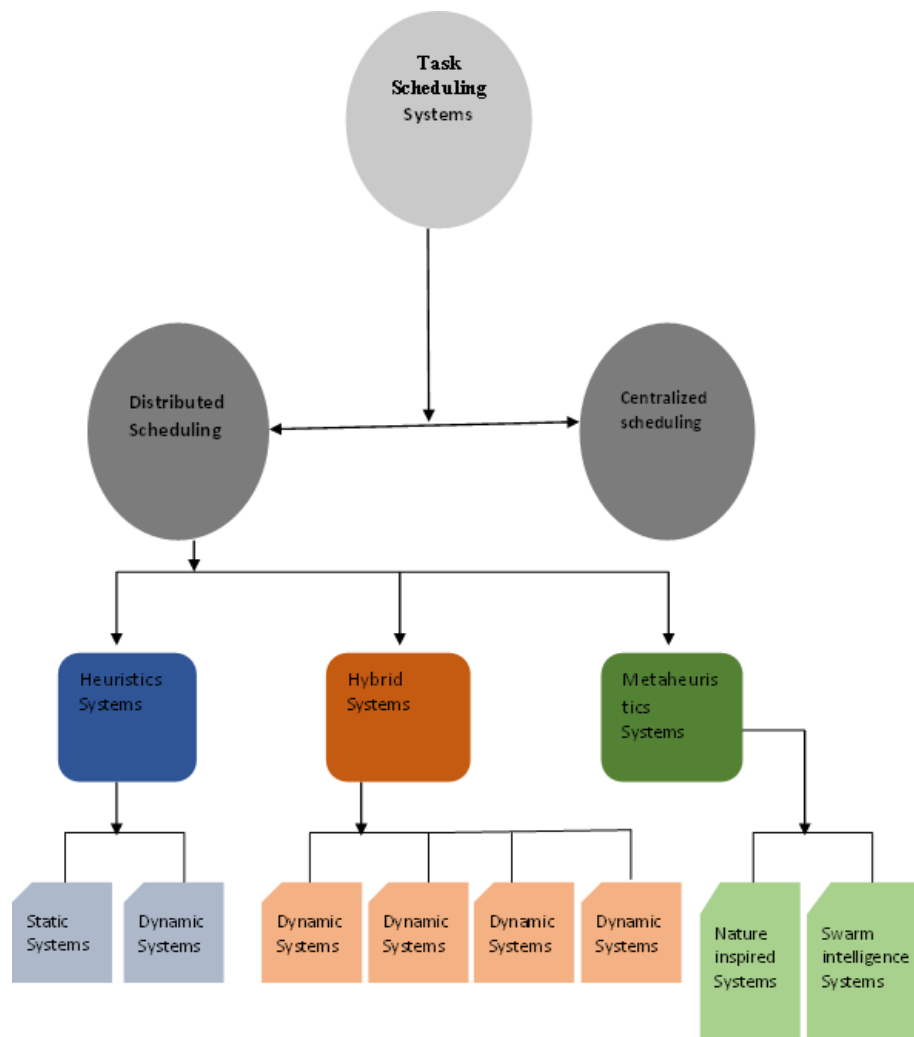 Task
Scheduling
Systems
Distributed
Scheduling
Centralized
scheduling
Heuristics
Systems
Hybrid
Systems
Metaheuris
tics
Systems
Static
Systems
Dynamic
Systems
Dynamic
Systems
Dynamic
Systems
Dynamic
Systems
Dynamic
Systems
Nature
inspired
Systems
Swarm
intelligence
Systems